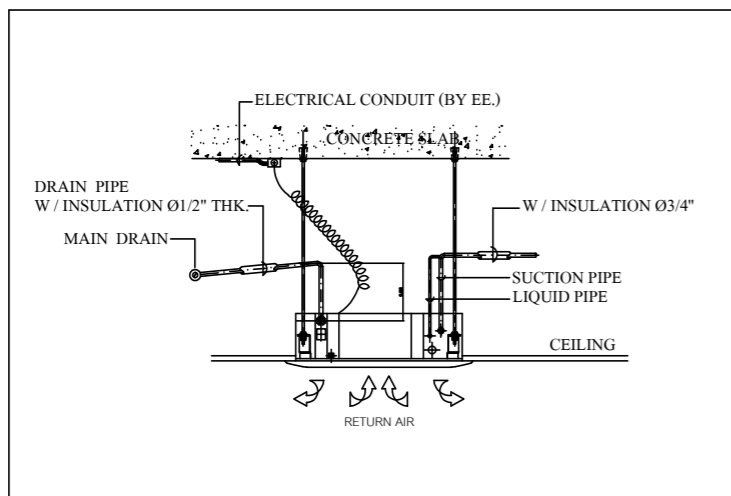 ELECTRICAL CONDUIT (BY EE.)
CONCRETE SLAB
DRAIN PIPE
W / INSULATION Ø1/2" THK.
MAIN DRAIN
W / INSULATION Ø3/4"
SUCTION PIPE
LIQUID PIPE
CEILING
RETURN AIR